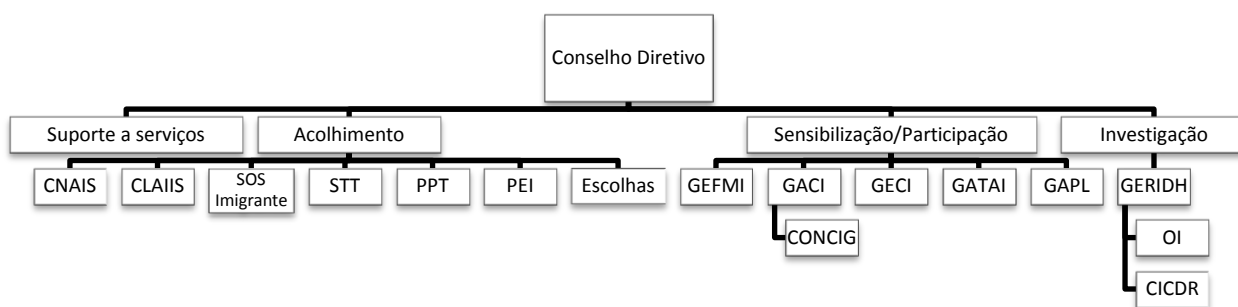 Conselho Diretivo
Suporte a serviços
Acolhimento
Sensibilização/Participação
Investigação
CNAIS
CLAIIS
SOS
Imigrante
STT
PPT
PEI
Escolhas
GEFMI
GACI
GECI
GATAI
GAPL
GERIDH
CONCIG
OI
CICDR